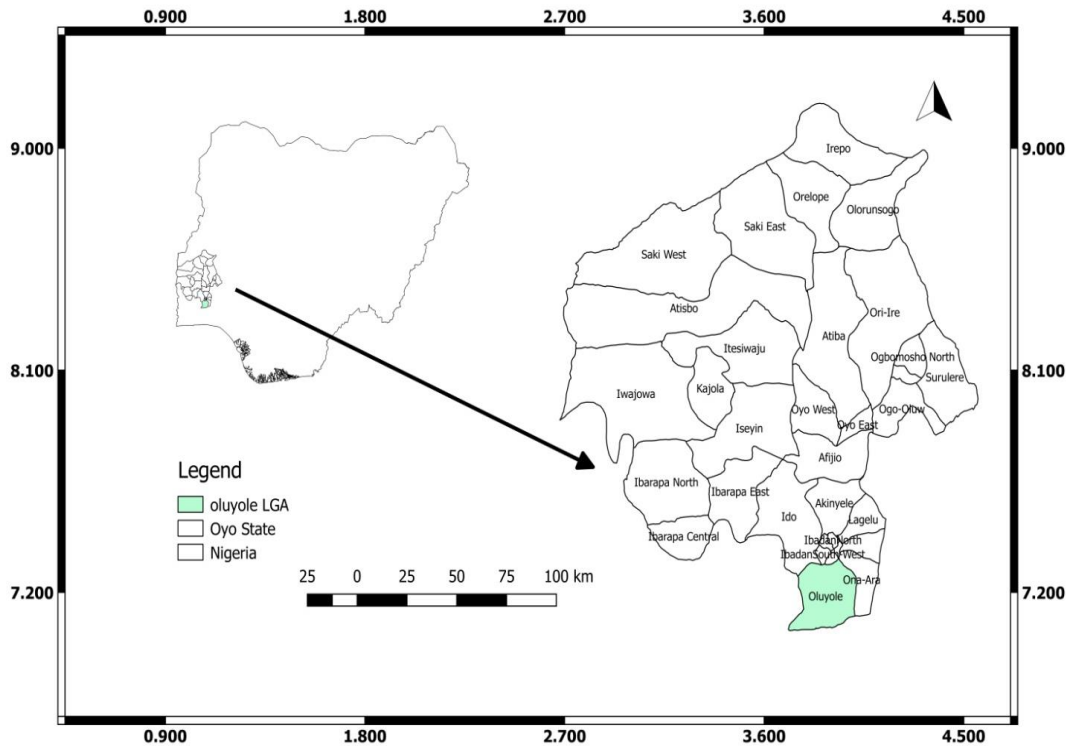 0.900 1.800 2.700 3.600 4.500
9.000 9.000
Irepo
Orelope
Olorunsogo
Saki East
Saki West
Atisbo
Ori-Ire
Atiba
Itesiwaju
Ogbomosho North
8.100 8.100
Surulere
Kajola
Iwajowa
Oyo West
Ogo-Oluw
Oyo East
Iseyin
Afijio
Legend
Ibarapa North
Ibarapa East
oluyole LGA
Akinyele
Ido
Lagelu
Oyo State
Ibarapa Central
IbadanNorth
Nigeria
IbadanSouth-West
25 0 25 50 75 100 km
Ona-Ara
7.200 7.200
Oluyole
0.900 1.800 2.700 3.600 4.500